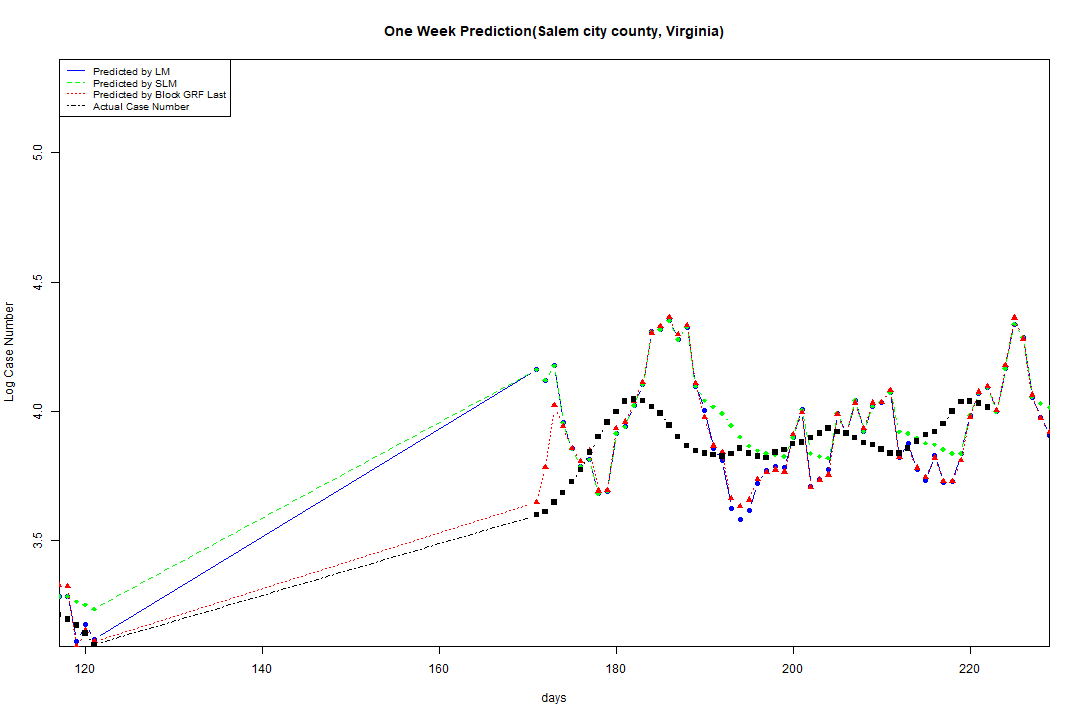 One Week Prediction(Salem city county, Virginia)
Predicted by LM
Predicted by SLM
Predicted by Block GRF Last
Actual Case Number
Log Case Number
5.0
4.5
4.0
3.5
120 140 160 180 200 220
days